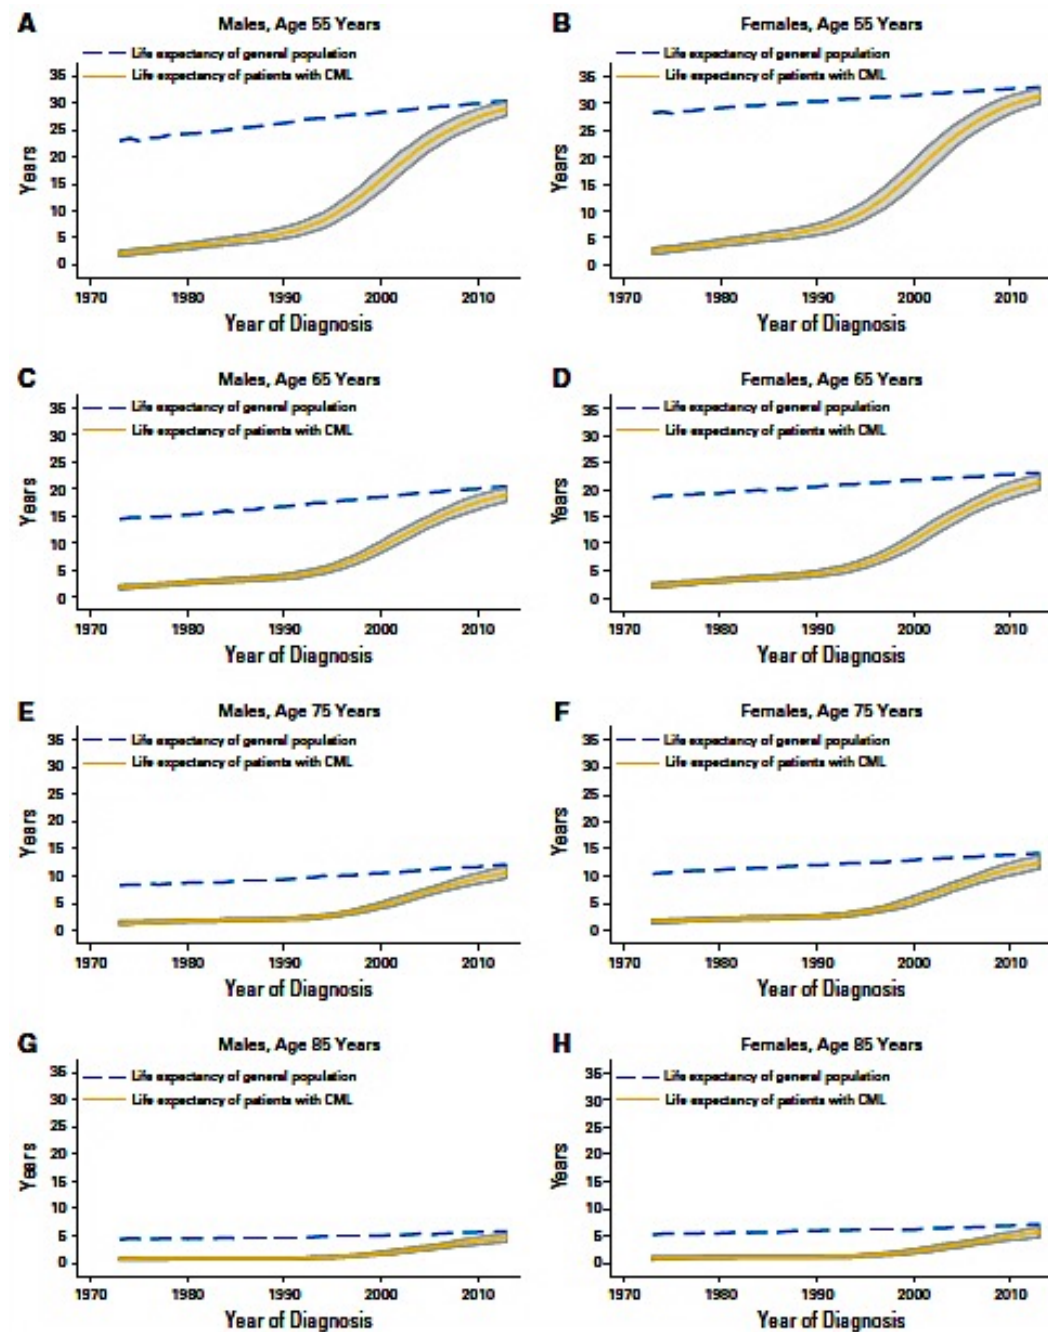 A Males, Age 55 Years
Life expectancy of general population
Life expectancy of patients with CML
35
30
25
20
15
10
5
0
Years
1970 1980 1990 2000 2010
Year of Diagnosis
B Females, Age 55 Years
Life expectancy of general population
Life expectancy of patients with CML
35
30
25
20
15
10
5
0
Years
1970 1980 1990 2000 2010
Year of Diagnosis
C Males, Age 65 Years
Life expectancy of general population
Life expectancy of patients with CML
35
30
25
20
15
10
5
0
Years
1970 1980 1990 2000 2010
Year of Diagnosis
D Females, Age 65 Years
Life expectancy of general population
Life expectancy of patients with CML
35
30
25
20
15
10
5
0
Years
1970 1980 1990 2000 2010
Year of Diagnosis
E Males, Age 75 Years
Life expectancy of general population
Life expectancy of patients with CML
35
30
25
20
15
10
5
0
Years
1970 1980 1990 2000 2010
Year of Diagnosis
F Females, Age 75 Years
Life expectancy of general population
Life expectancy of patients with CML
35
30
25
20
15
10
5
0
Years
1970 1980 1990 2000 2010
Year of Diagnosis
G Males, Age 85 Years
Life expectancy of general population
Life expectancy of patients with CML
35
30
25
20
15
10
5
0
Years
1970 1980 1990 2000 2010
Year of Diagnosis
H Females, Age 85 Years
Life expectancy of general population
Life expectancy of patients with CML
35
30
25
20
15
10
5
0
Years
1970 1980 1990 2000 2010
Year of Diagnosis